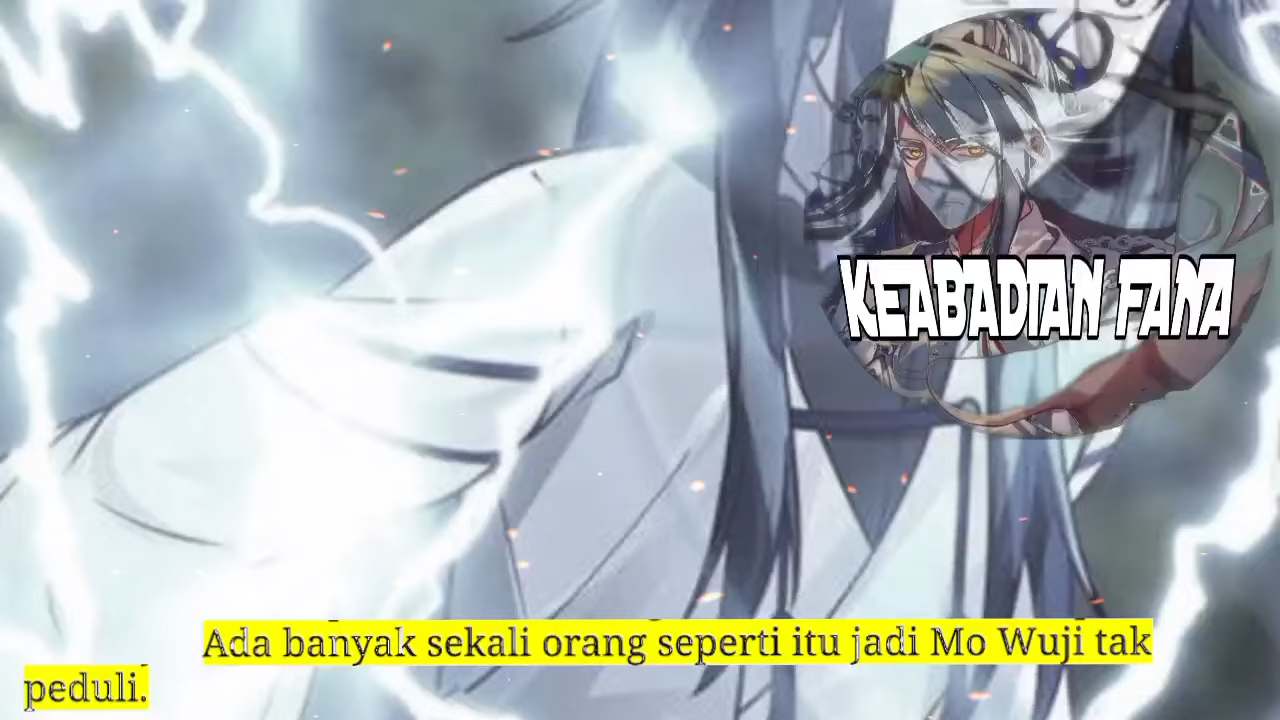 KEABADIAN FANA
Ada banyak sekali orang seperti itu jadi Mo Wuji tak
peduli.